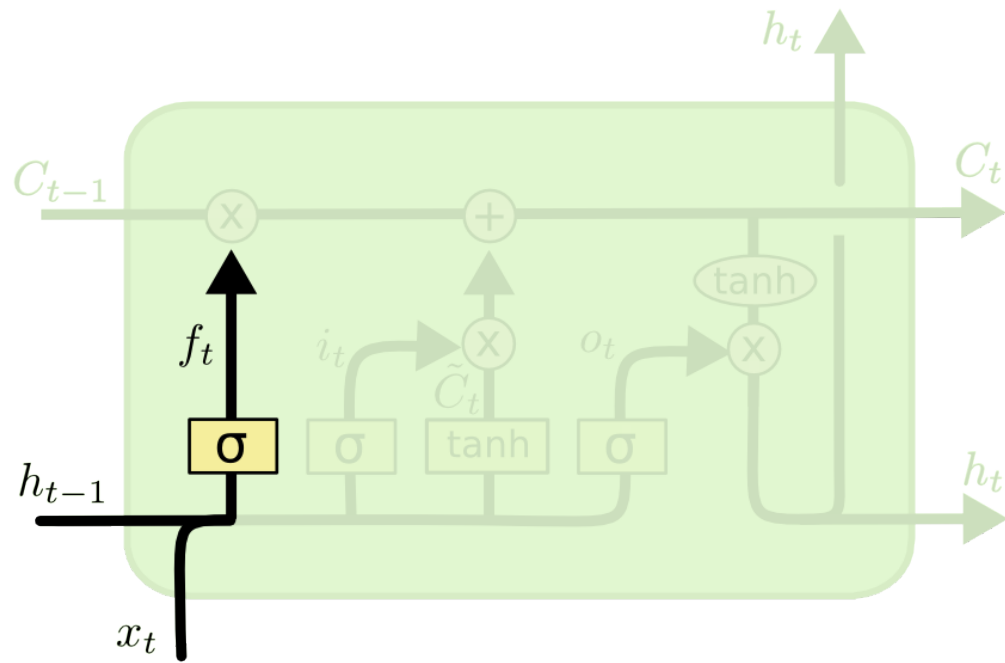 h_t
C_{t-1}
C_t
x
+
tanh
f_t
i_t
x
o_t
x
C̃_t
σ
σ
tanh
σ
h_{t-1}
h_t
x_t